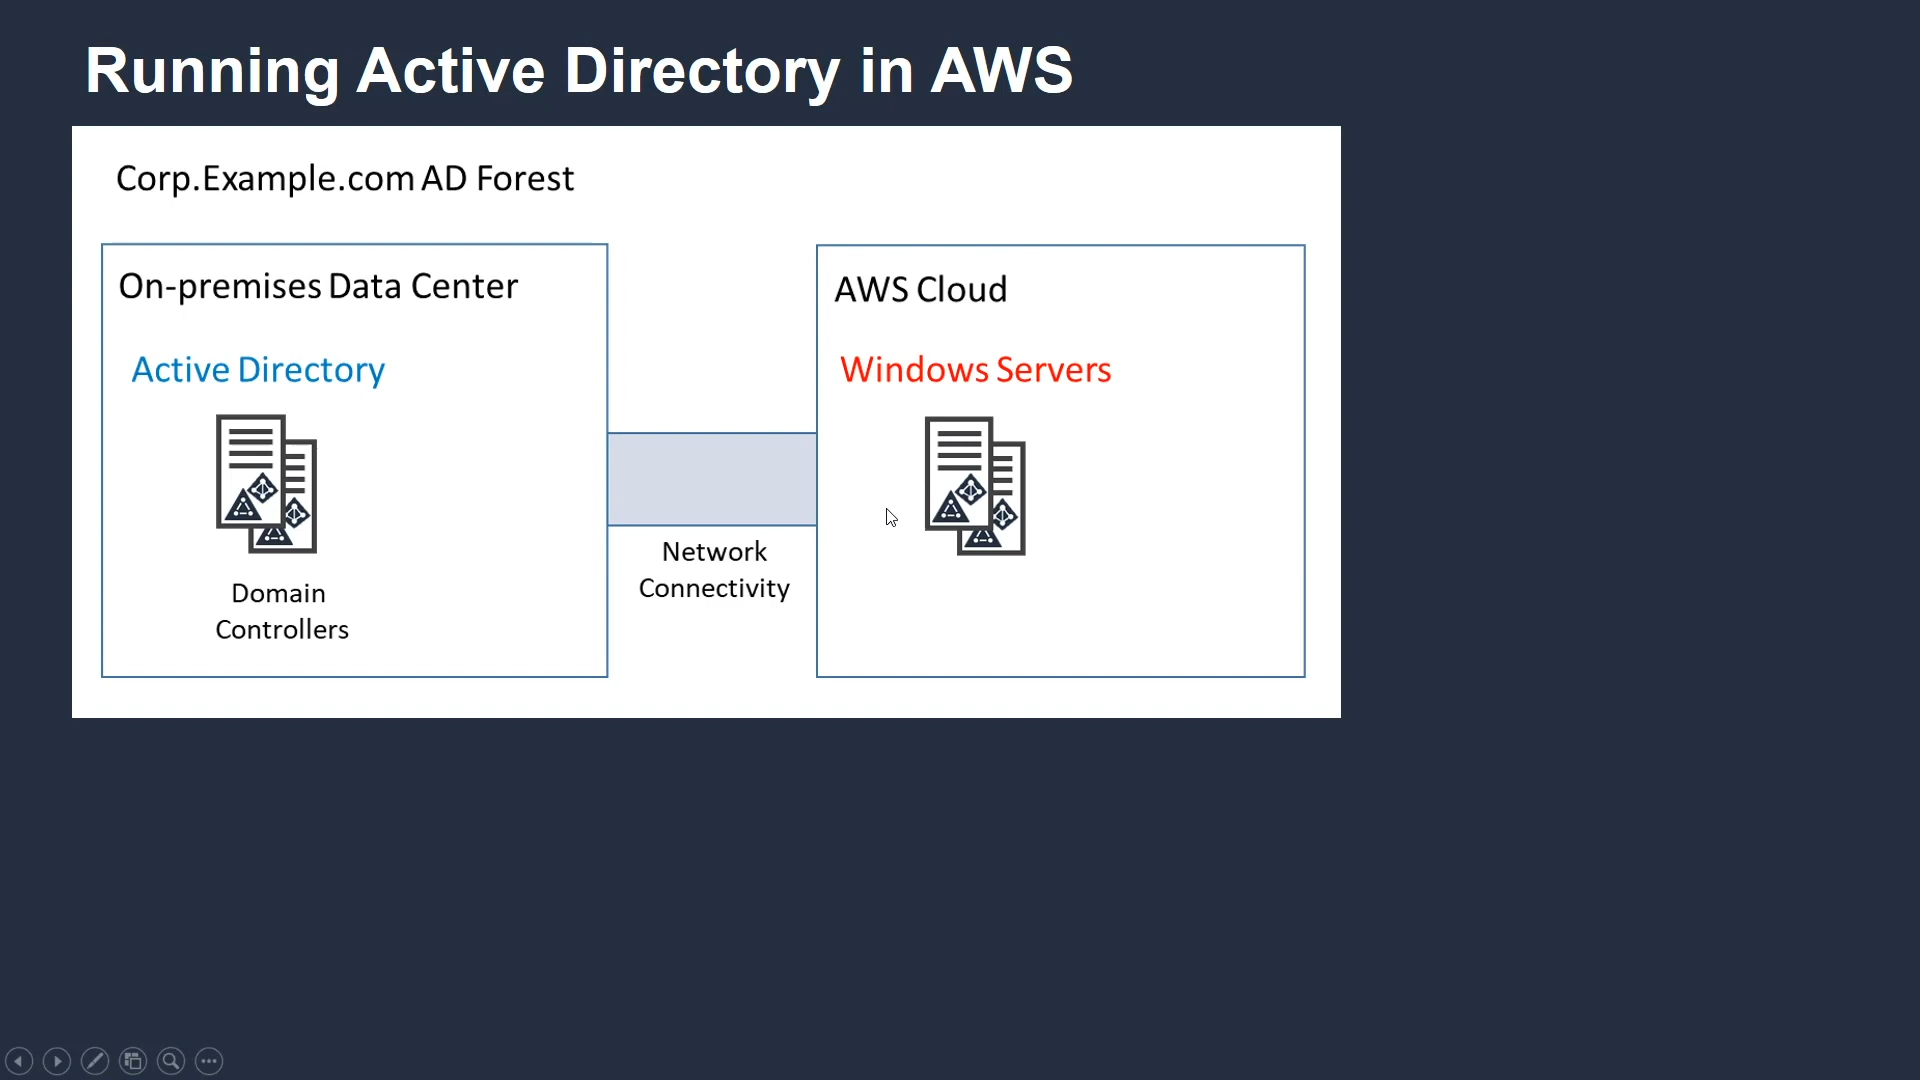 Running Active Directory in AWS
Corp.Example.com AD Forest
On-premises Data Center
Active Directory
Domain
Controllers
Network
Connectivity
AWS Cloud
Windows Servers